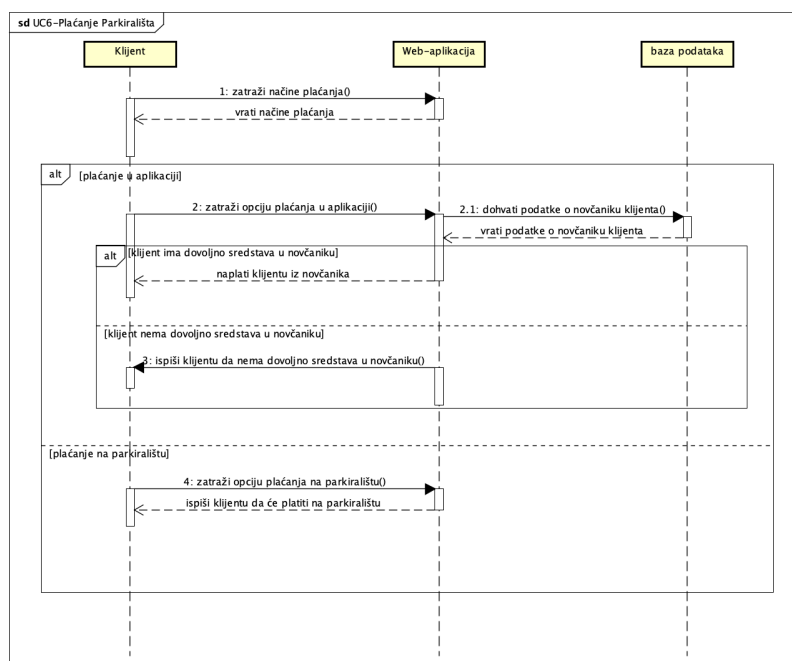 sd UC6-Plaćanje Parkirališta
Klijent
Web-aplikacija
baza podataka
1: zatraži načine plaćanja()
vrati načine plaćanja
alt
[plaćanje u aplikaciji]
2: zatraži opciju plaćanja u aplikaciji()
2.1: dohvati podatke o novčaniku klijenta()
vrati podatke o novčaniku klijenta
alt
[klijent ima dovoljno sredstava u novčaniku]
naplati klijentu iz novčanika
[klijent nema dovoljno sredstava u novčaniku]
3: ispiši klijentu da nema dovoljno sredstava u novčaniku()
[plaćanje na parkiralištu]
4: zatraži opciju plaćanja na parkiralištu()
ispiši klijentu da će platiti na parkiralištu